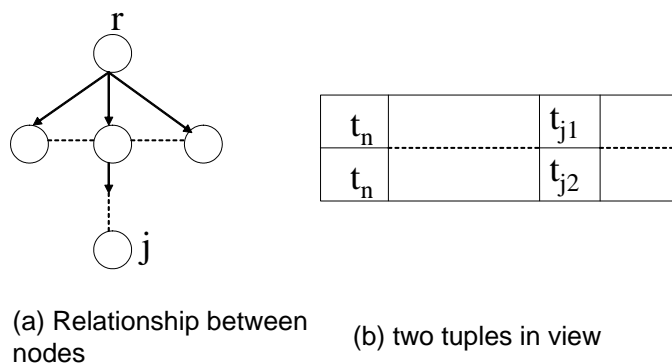 r
j
t_n
t_j1
t_n
t_j2
(a) Relationship between
nodes
(b) two tuples in view